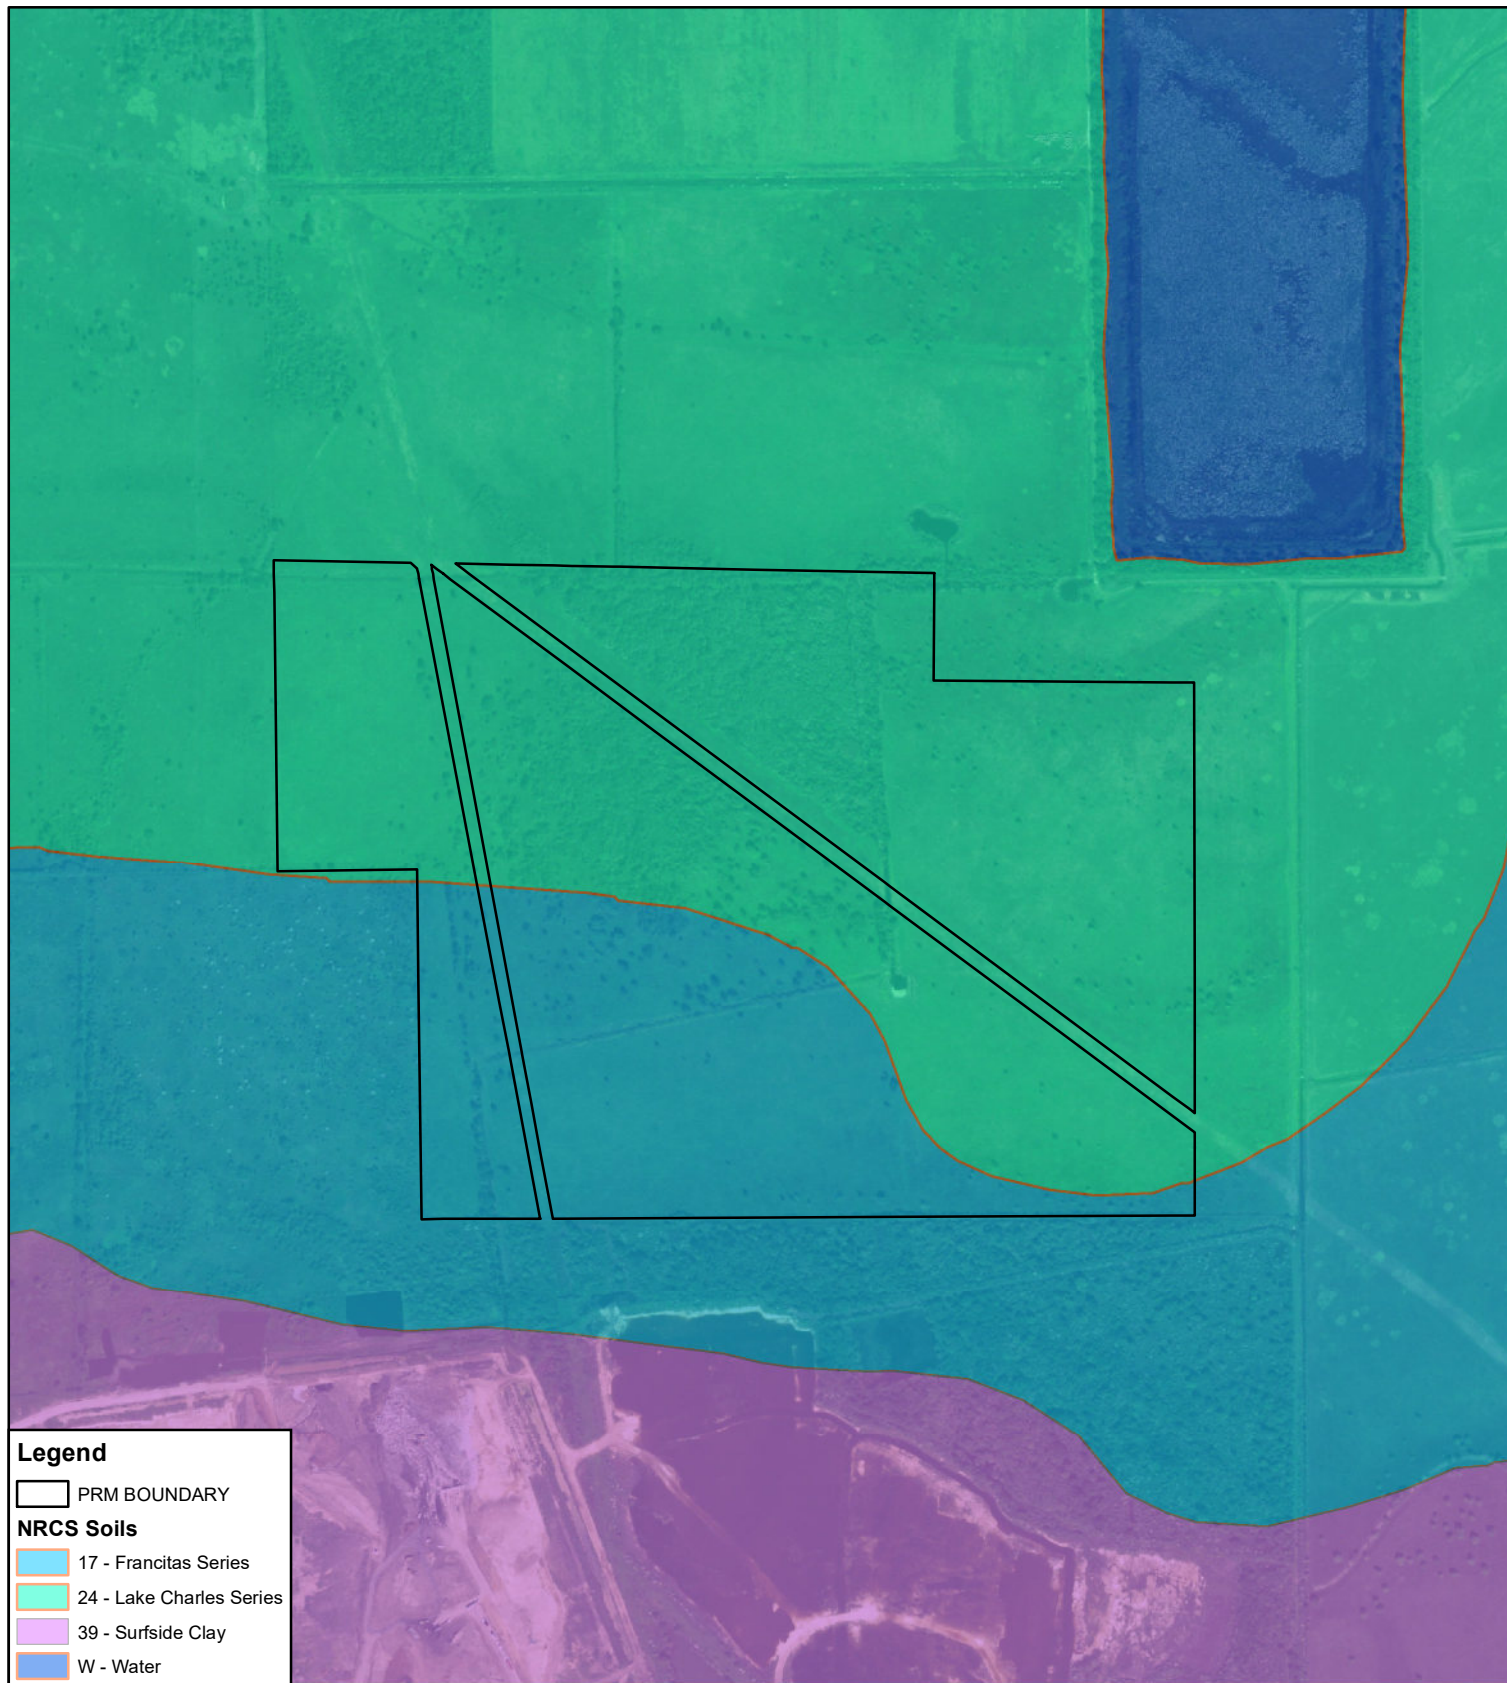 Legend
PRM BOUNDARY
NRCS Soils
17 - Francitas Series
24 - Lake Charles Series
39 - Surfside Clay
W - Water